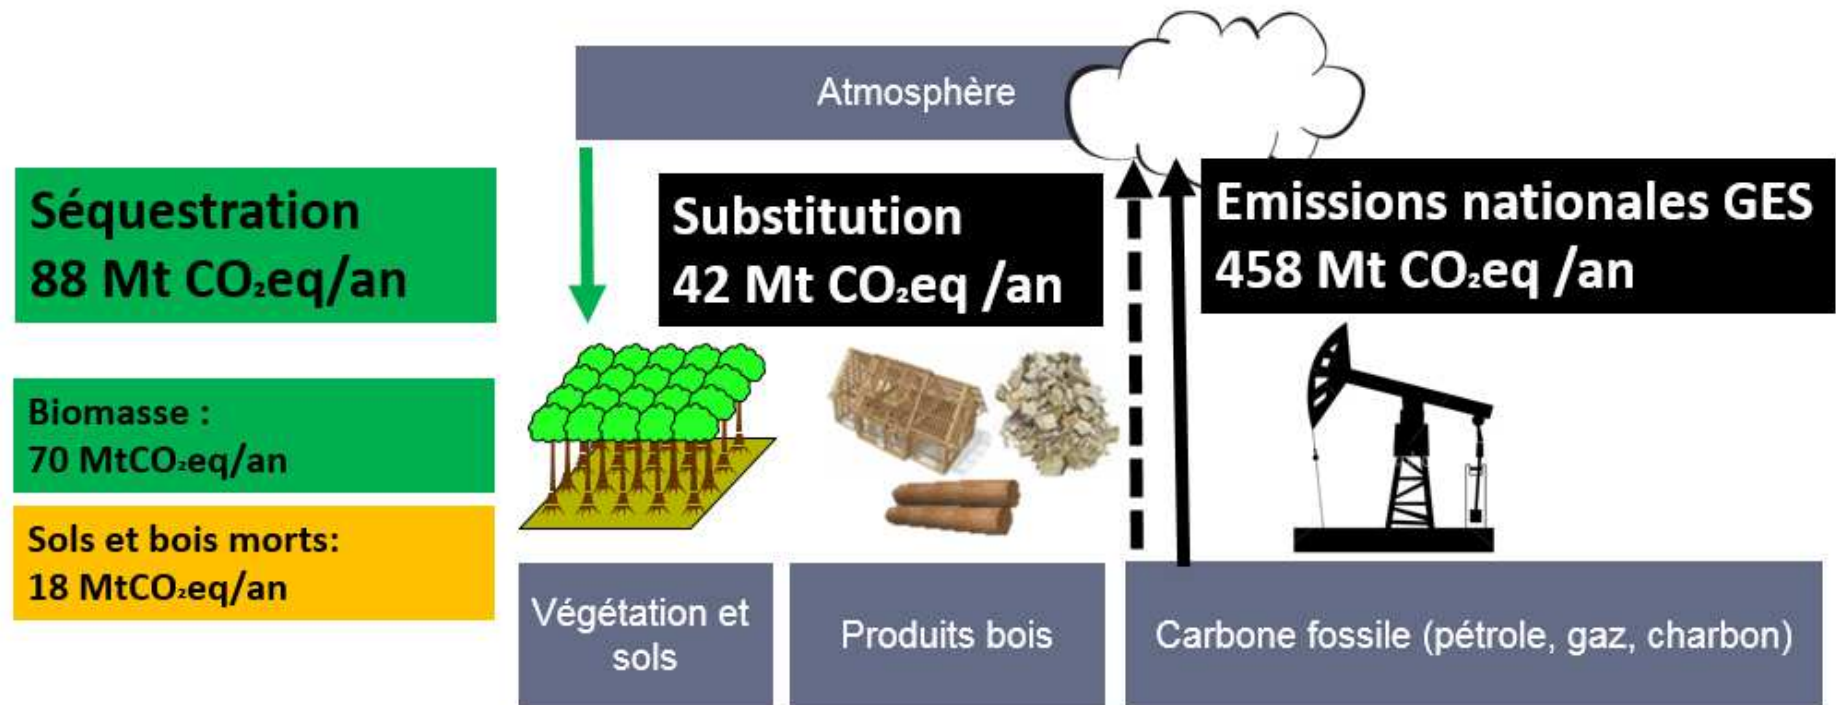 Atmosphère
Séquestration
88 Mt CO₂eq/an
Substitution
42 Mt CO₂eq /an
Emissions nationales GES
458 Mt CO₂eq /an
Biomasse :
70 MtCO₂eq/an
Sols et bois morts:
18 MtCO₂eq/an
Végétation et
sols
Produits bois
Carbone fossile (pétrole, gaz, charbon)